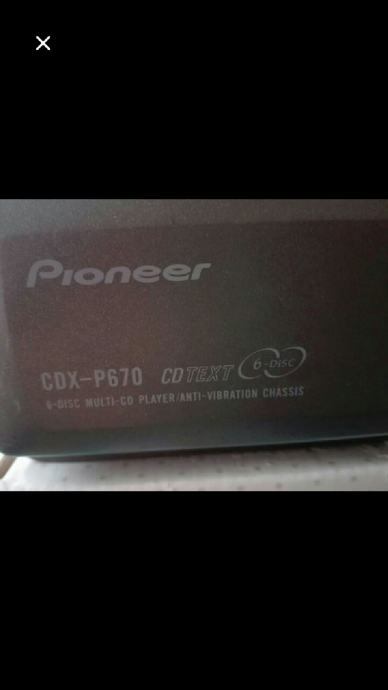 Pioneer
CDX-P670 CD TEXT 6-DISC
6-DISC MULTI-CD PLAYER/ANTI-VIBRATION CHASSIS